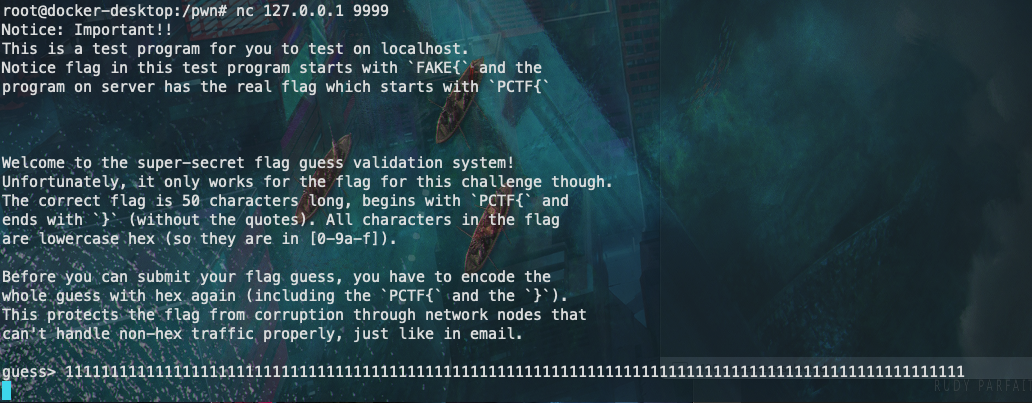 root@docker-desktop:/pwn# nc 127.0.0.1 9999
Notice: Important!!
This is a test program for you to test on localhost.
Notice flag in this test program starts with `FAKE{` and the
program on server has the real flag which starts with `PCTF{`
Welcome to the super-secret flag guess validation system!
Unfortunately, it only works for the flag for this challenge though.
The correct flag is 50 characters long, begins with `PCTF{` and
ends with `}` (without the quotes). All characters in the flag
are lowercase hex (so they are in [0-9a-f]).
Before you can submit your flag guess, you have to encode the
whole guess with hex again (including the `PCTF{` and the `}`).
This protects the flag from corruption through network nodes that
can't handle non-hex traffic properly, just like in email.
guess> 1111111111111111111111111111111111111111111111111111111111111111111111111111111111111111111111111111
RUDY